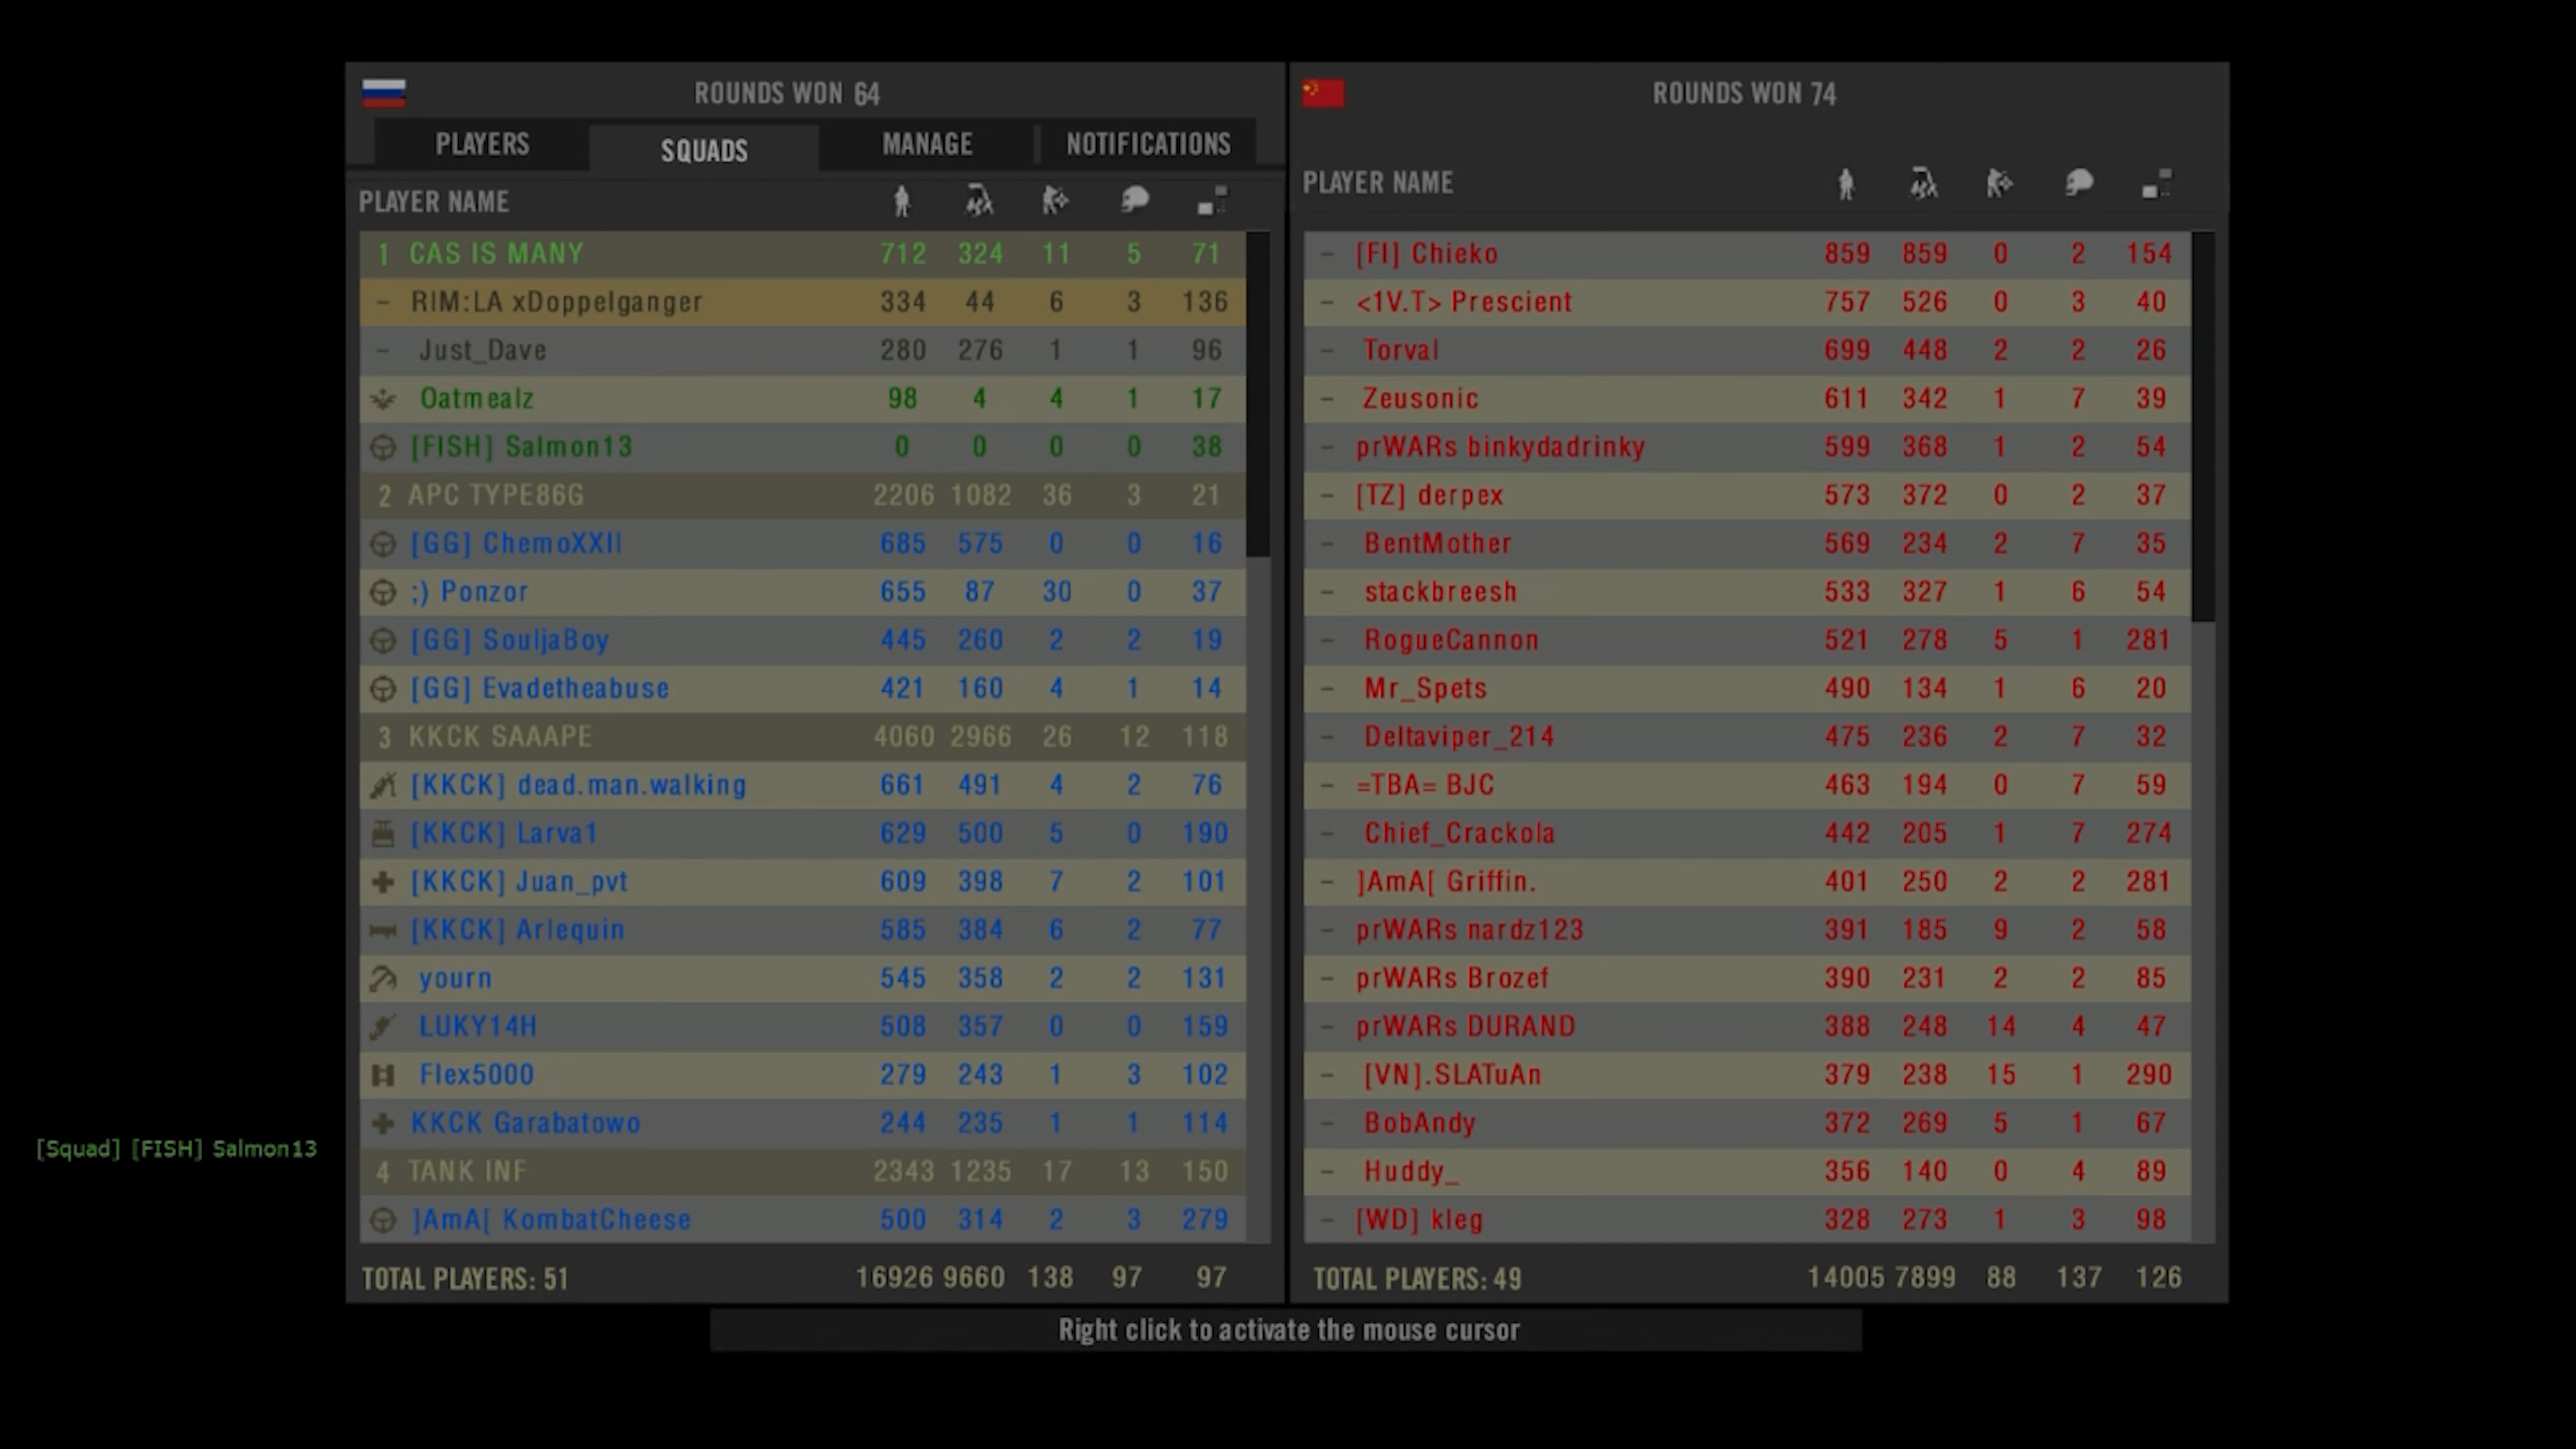 ROUNDS WON 64
PLAYERS SQUADS MANAGE NOTIFICATIONS
PLAYER NAME
1 CAS IS MANY 712 324 11 5 71
- RIM:LA xDoppelganger 334 44 6 3 136
- Just_Dave 280 276 1 1 96
Oatmealz 98 4 4 1 17
[FISH] Salmon13 0 0 0 0 38
2 APC TYPE86G 2206 1082 36 3 21
[GG] ChemoXXII 685 575 0 0 16
;) Ponzor 655 87 30 0 37
[GG] SouljaBoy 445 260 2 2 19
[GG] Evadetheabuse 421 160 4 1 14
3 KKCK SAAAPE 4060 2966 26 12 118
[KKCK] dead.man.walking 661 491 4 2 76
[KKCK] Larva1 629 500 5 0 190
[KKCK] Juan_pvt 609 398 7 2 101
[KKCK] Arlequin 585 384 6 2 77
yourn 545 358 2 2 131
LUKY14H 508 357 0 0 159
Flex5000 279 243 1 3 102
KKCK Garabatowo 244 235 1 1 114
4 TANK INF 2343 1235 17 13 150
]AmA[ KombatCheese 500 314 2 3 279
TOTAL PLAYERS: 51 16926 9660 138 97 97
ROUNDS WON 74
PLAYER NAME
- [FI] Chieko 859 859 0 2 154
- <1V.T> Prescient 757 526 0 3 40
- Torval 699 448 2 2 26
- Zeusonic 611 342 1 7 39
- prWARs binkydadrinky 599 368 1 2 54
- [TZ] derpex 573 372 0 2 37
- BentMother 569 234 2 7 35
- stackbreesh 533 327 1 6 54
- RogueCannon 521 278 5 1 281
- Mr_Spets 490 134 1 6 20
- Deltaviper_214 475 236 2 7 32
- =TBA= BJC 463 194 0 7 59
- Chief_Crackola 442 205 1 7 274
- ]AmA[ Griffin. 401 250 2 2 281
- prWARs nardz123 391 185 9 2 58
- prWARs Brozef 390 231 2 2 85
- prWARs DURAND 388 248 14 4 47
- [VN].SLATuAn 379 238 15 1 290
- BobAndy 372 269 5 1 67
- Huddy_ 356 140 0 4 89
- [WD] kleg 328 273 1 3 98
TOTAL PLAYERS: 49 14005 7899 88 137 126
[Squad] [FISH] Salmon13
Right click to activate the mouse cursor